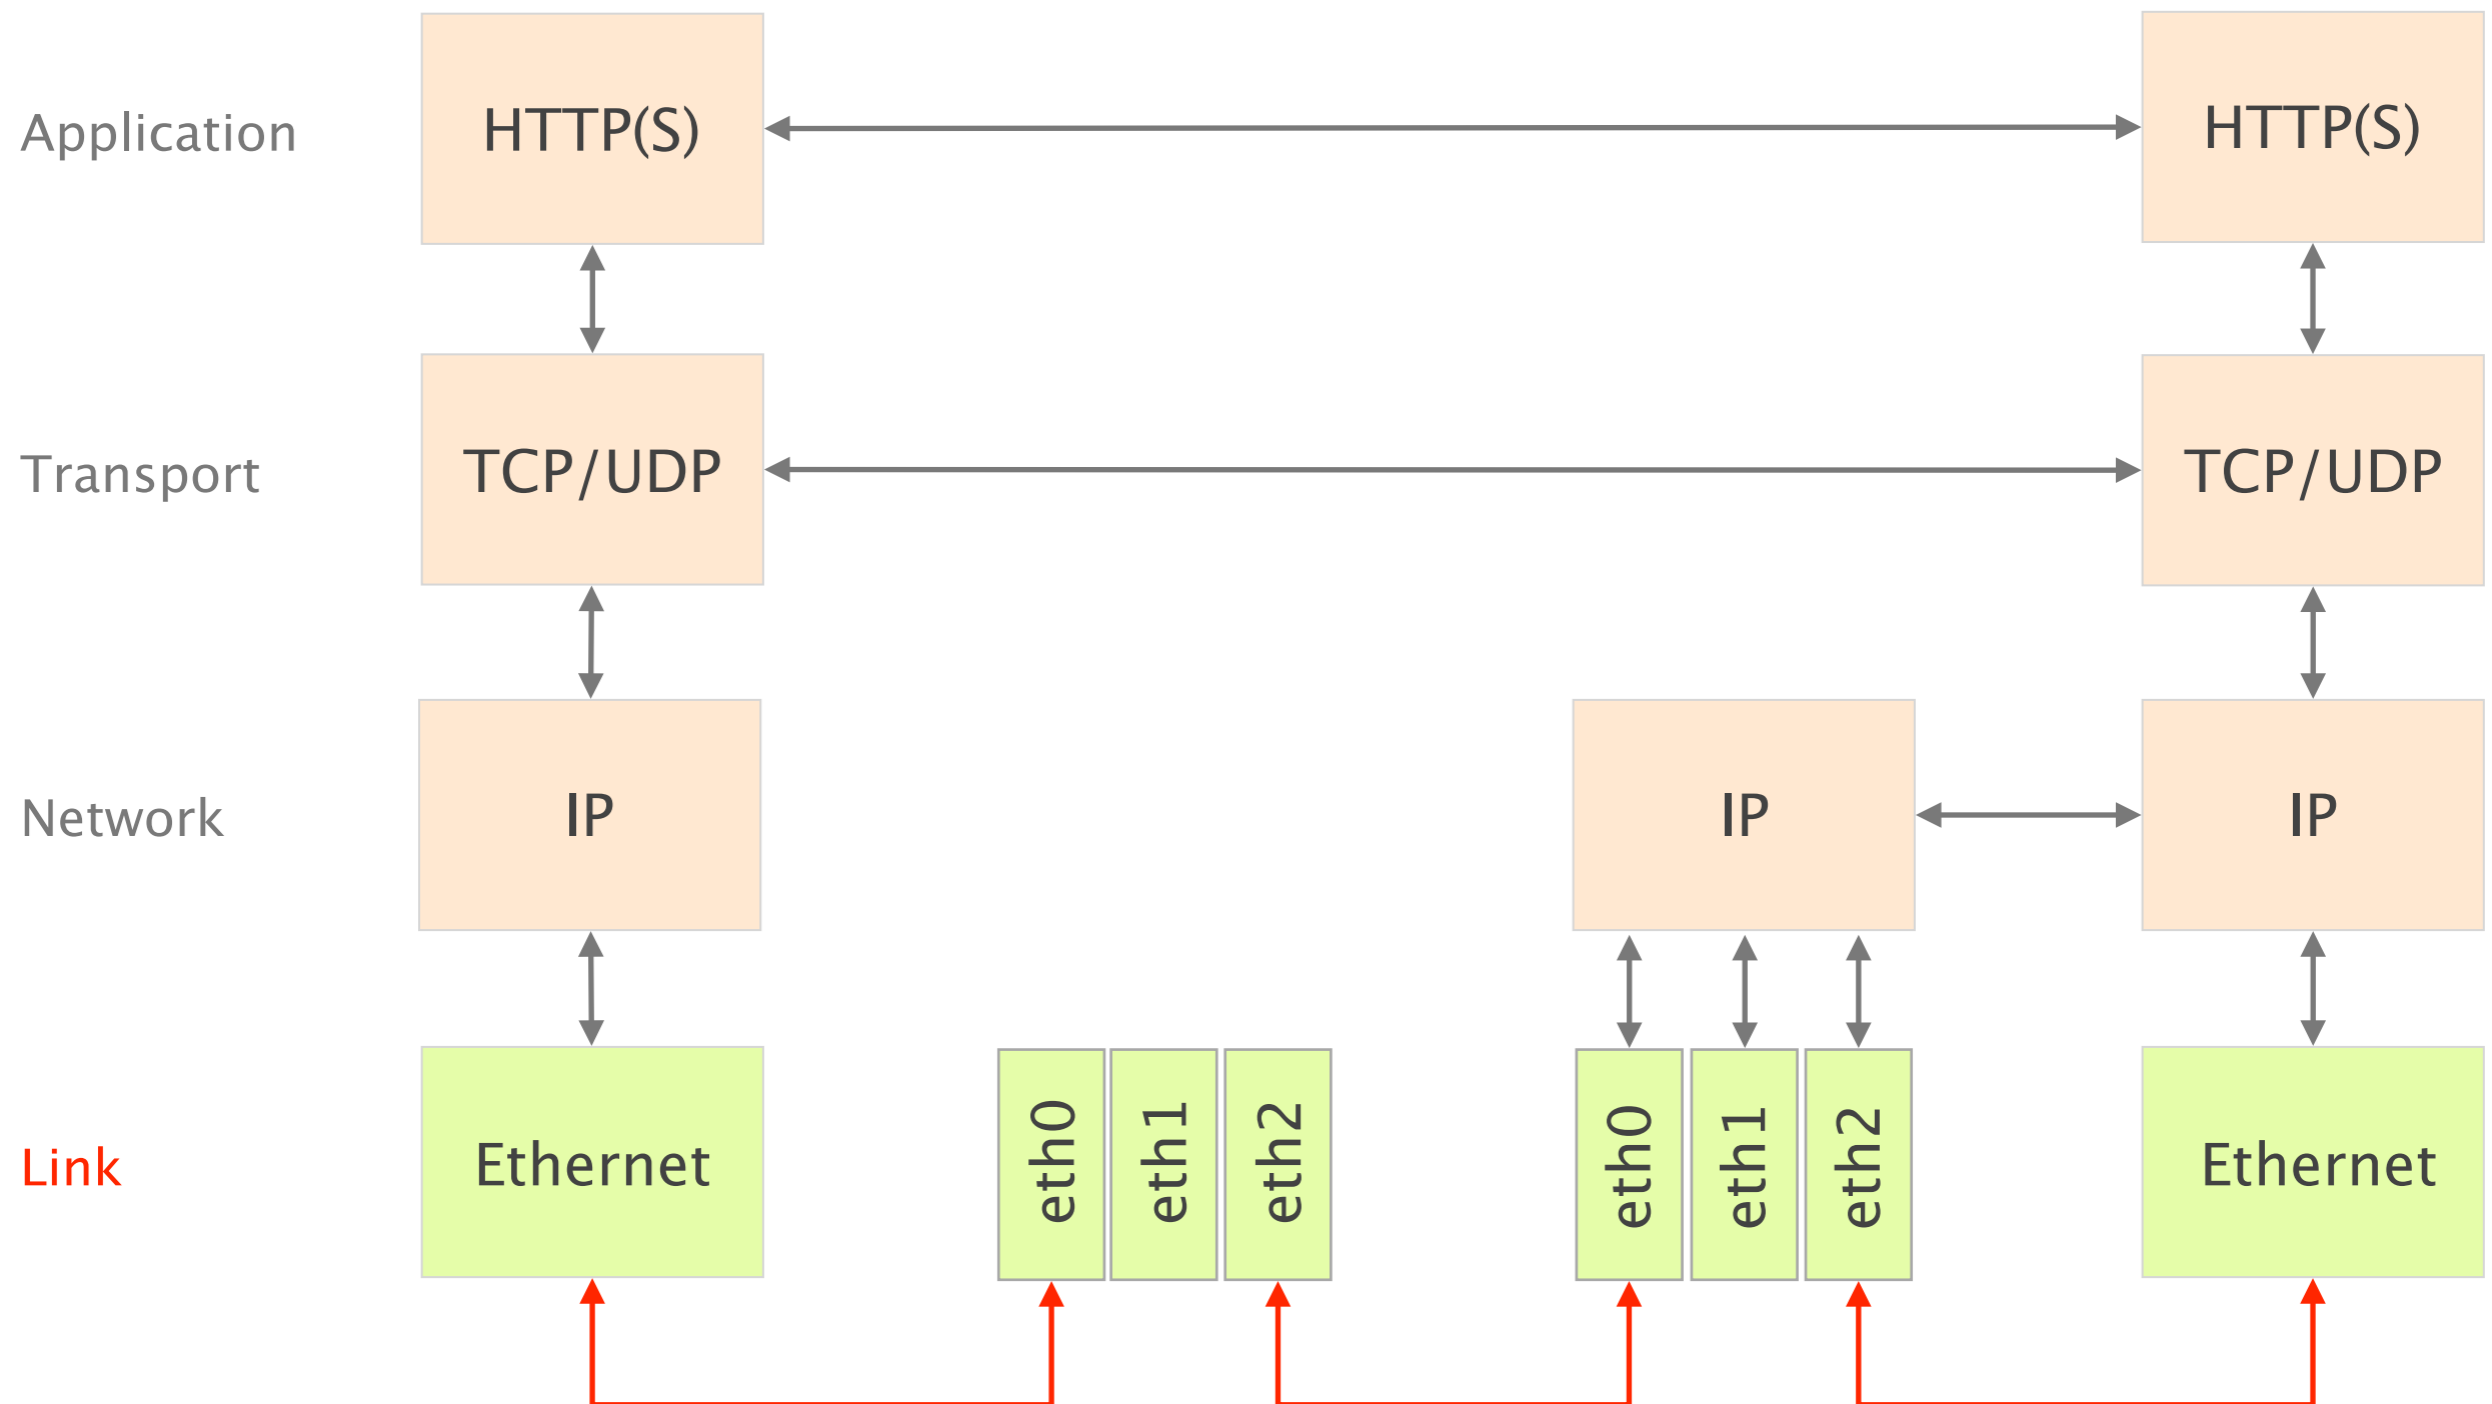 Application
HTTP(S)
HTTP(S)
Transport
TCP/UDP
TCP/UDP
Network
IP
IP
IP
Link
Ethernet
eth0
eth1
eth2
eth0
eth1
eth2
Ethernet